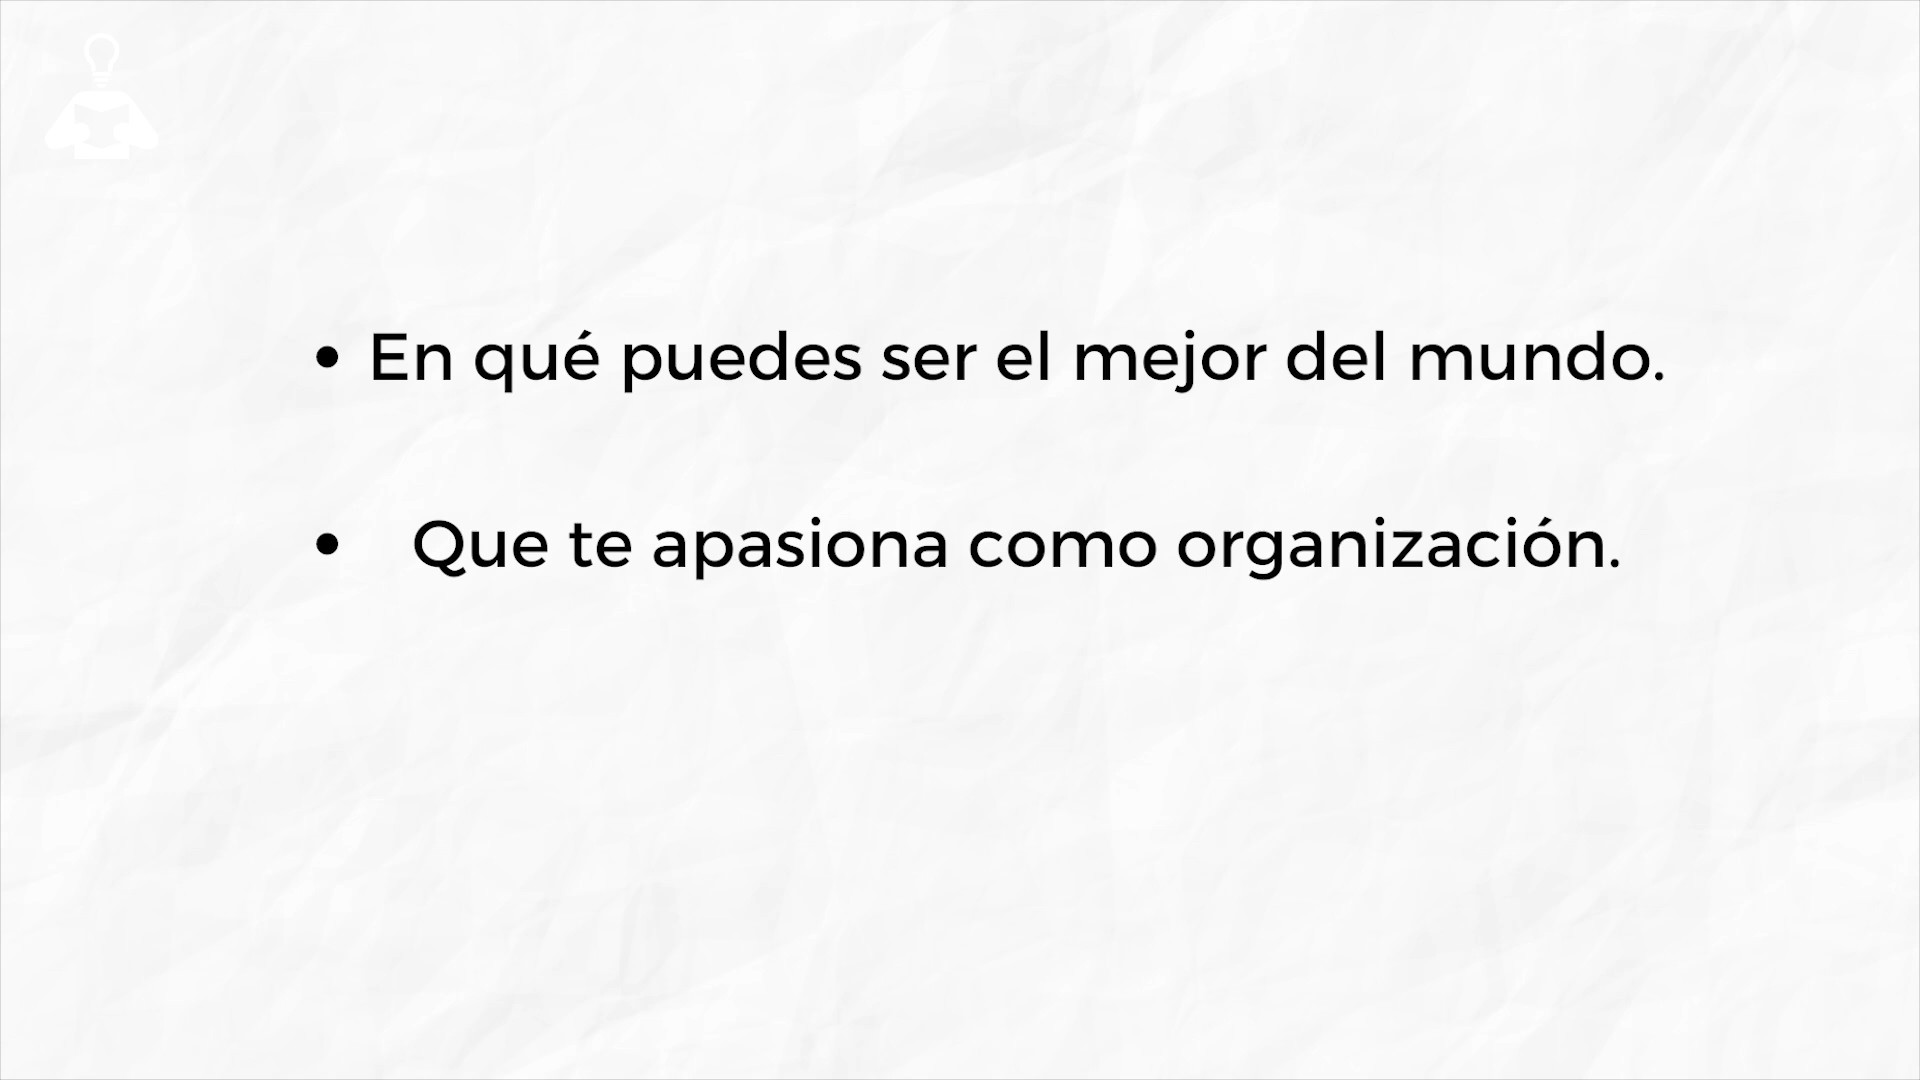 • En qué puedes ser el mejor del mundo.
• Que te apasiona como organización.